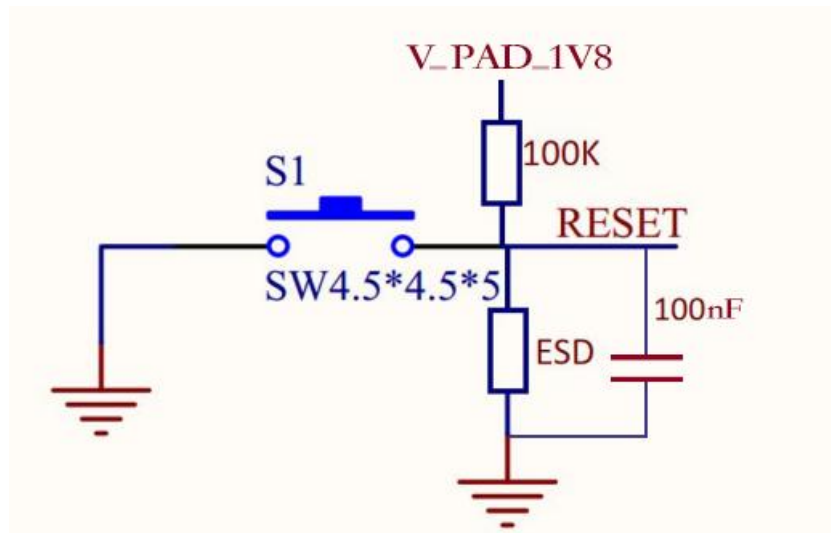 V_PAD_1V8
100K
S1
RESET
SW4.5*4.5*5
100nF
ESD